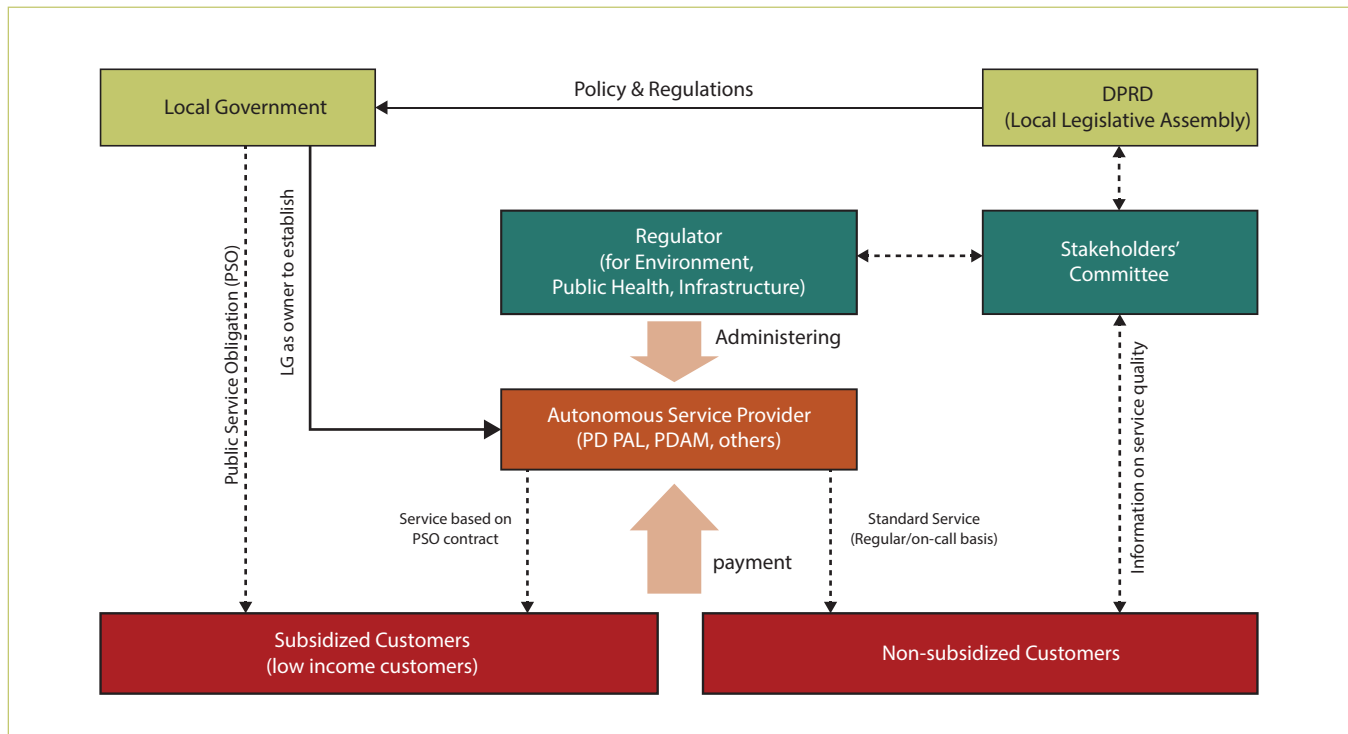 Local Government
Policy & Regulations
DPRD
(Local Legislative Assembly)
Public Service Obligation (PSO)
LG as owner to establish
Regulator
(for Environment,
Public Health, Infrastructure)
Stakeholders’
Committee
Administering
Autonomous Service Provider
(PD PAL, PDAM, others)
Service based on
PSO contract
payment
Standard Service
(Regular/on-call basis)
Information on service quality
Subsidized Customers
(low income customers)
Non-subsidized Customers